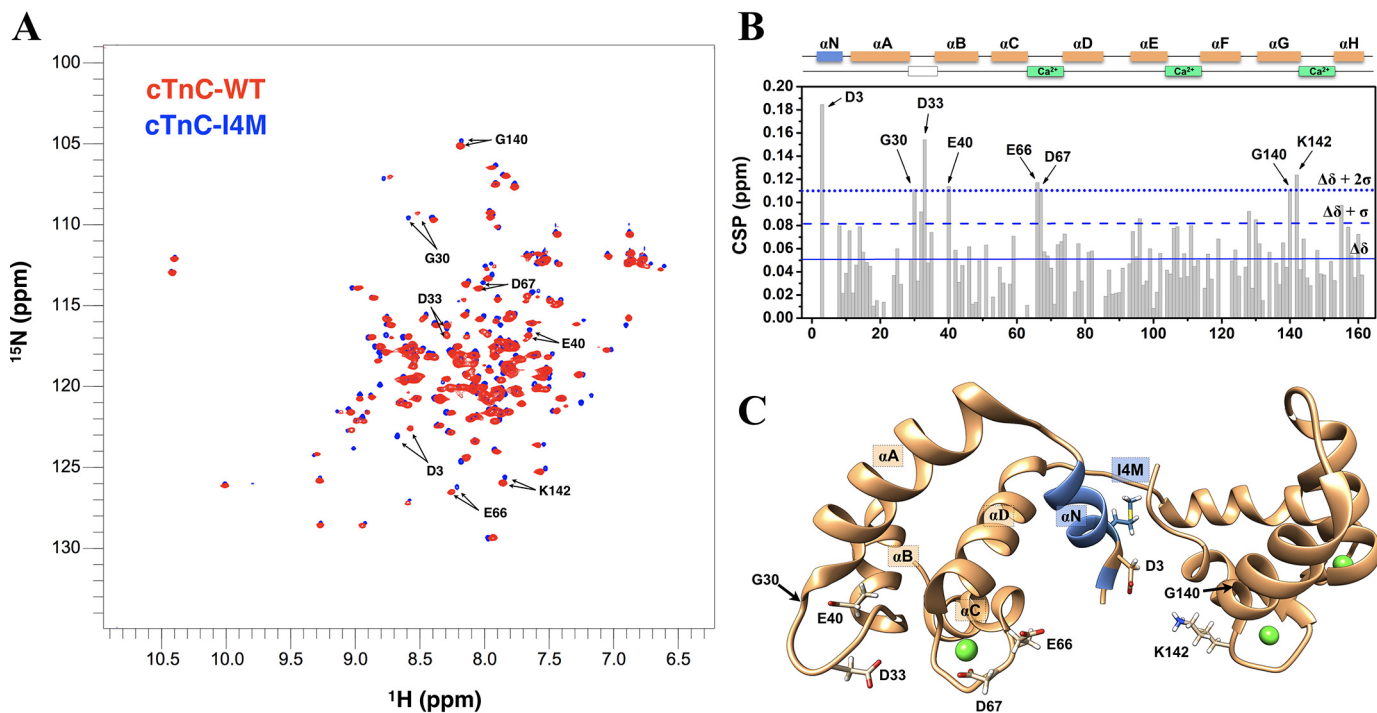 A
cTnC-WT
cTnC-I4M
100
105
110
115
120
125
130
15N (ppm)
10.5
10.0
9.5
9.0
8.5
8.0
7.5
7.0
6.5
1H (ppm)
G140
G30
D67
D33
E40
D3
K142
E66
B
αN
αA
αB
αC
αD
αE
αF
αG
αH
Ca2+
Ca2+
Ca2+
0.20
0.18
0.16
0.14
0.12
0.10
0.08
0.06
0.04
0.02
0.00
CSP (ppm)
D3
D33
G30
E40
E66
D67
G140
K142
Δδ + 2σ
Δδ + σ
Δδ
0
20
40
60
80
100
120
140
160
C
αA
I4M
αD
αN
αB
D3
G30
G140
E40
αC
E66
K142
D33
D67